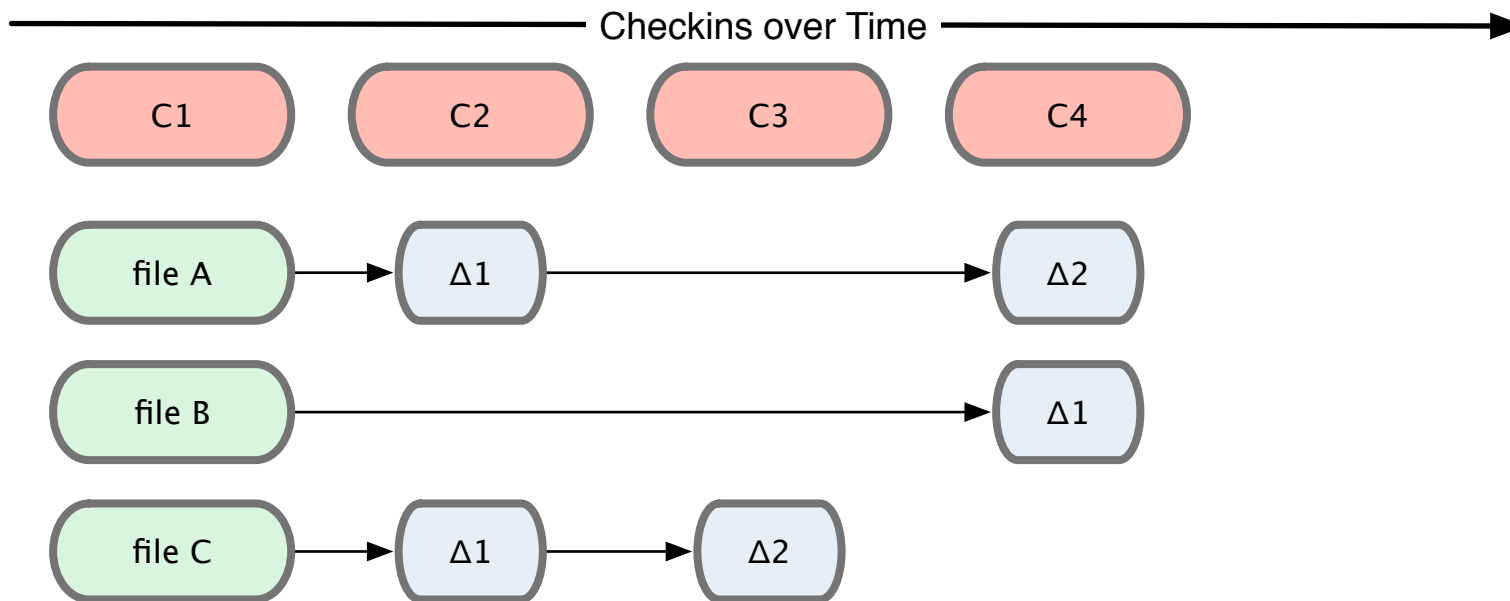 Checkins over Time
C1 C2 C3 C4
file A Δ1 Δ2
file B Δ1
file C Δ1 Δ2